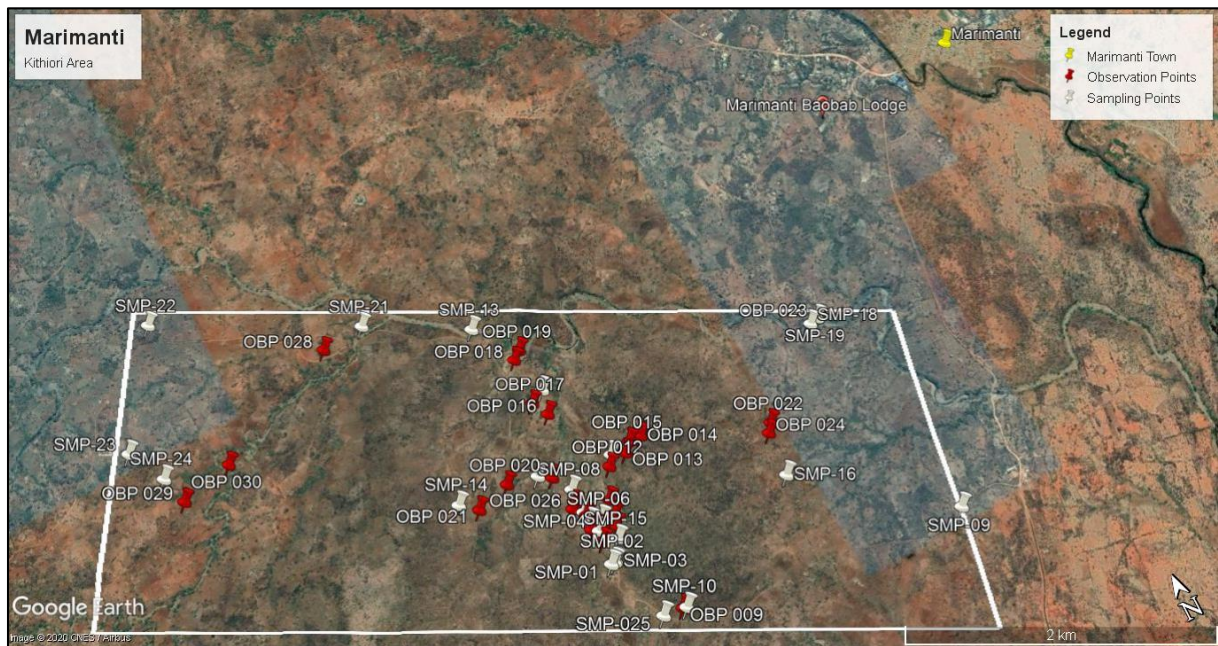 Marimanti
Kithiori Area
Marimanti
Legend
Marimanti Town
Observation Points
Sampling Points
Marimanti Baobab Lodge
SMP-22
SMP-21
SMP-13
OBP 023
SMP-18
SMP-19
OBP 019
OBP 028
OBP 018
OBP 017
OBP 016
OBP 022
OBP 015
OBP 024
OBP 014
SMP-23
OBP 012
OBP 013
SMP-24
OBP 020
SMP-08
SMP-16
OBP 030
OBP 029
SMP-14
OBP 026
SMP-06
SMP-09
OBP 021
SMP-04
SMP-15
SMP-02
SMP-03
SMP-01
SMP-10
OBP 009
SMP-025
Google Earth
Image © 2020 CNES / Airbus
N
2 km